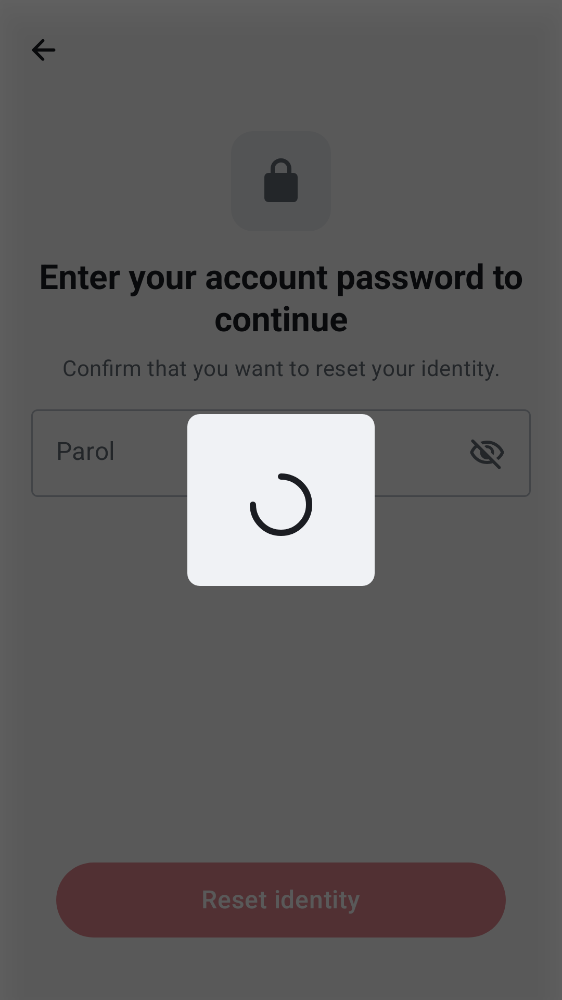 Enter your account password to
continue
Confirm that you want to reset your identity.
Parol
Reset identity